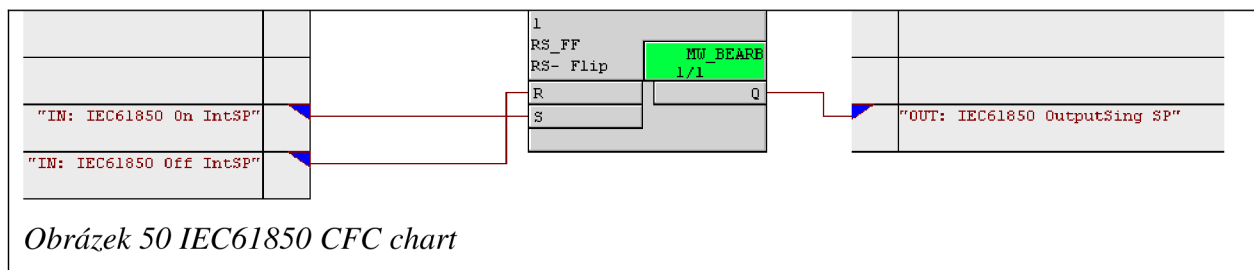 1
RS_FF
RS- Flip
MW_BEARB
1/1
R
Q
"IN: IEC61850 On IntSP"
S
"OUT: IEC61850 OutputSing SP"
"IN: IEC61850 Off IntSP"
Obrázek 50 IEC61850 CFC chart